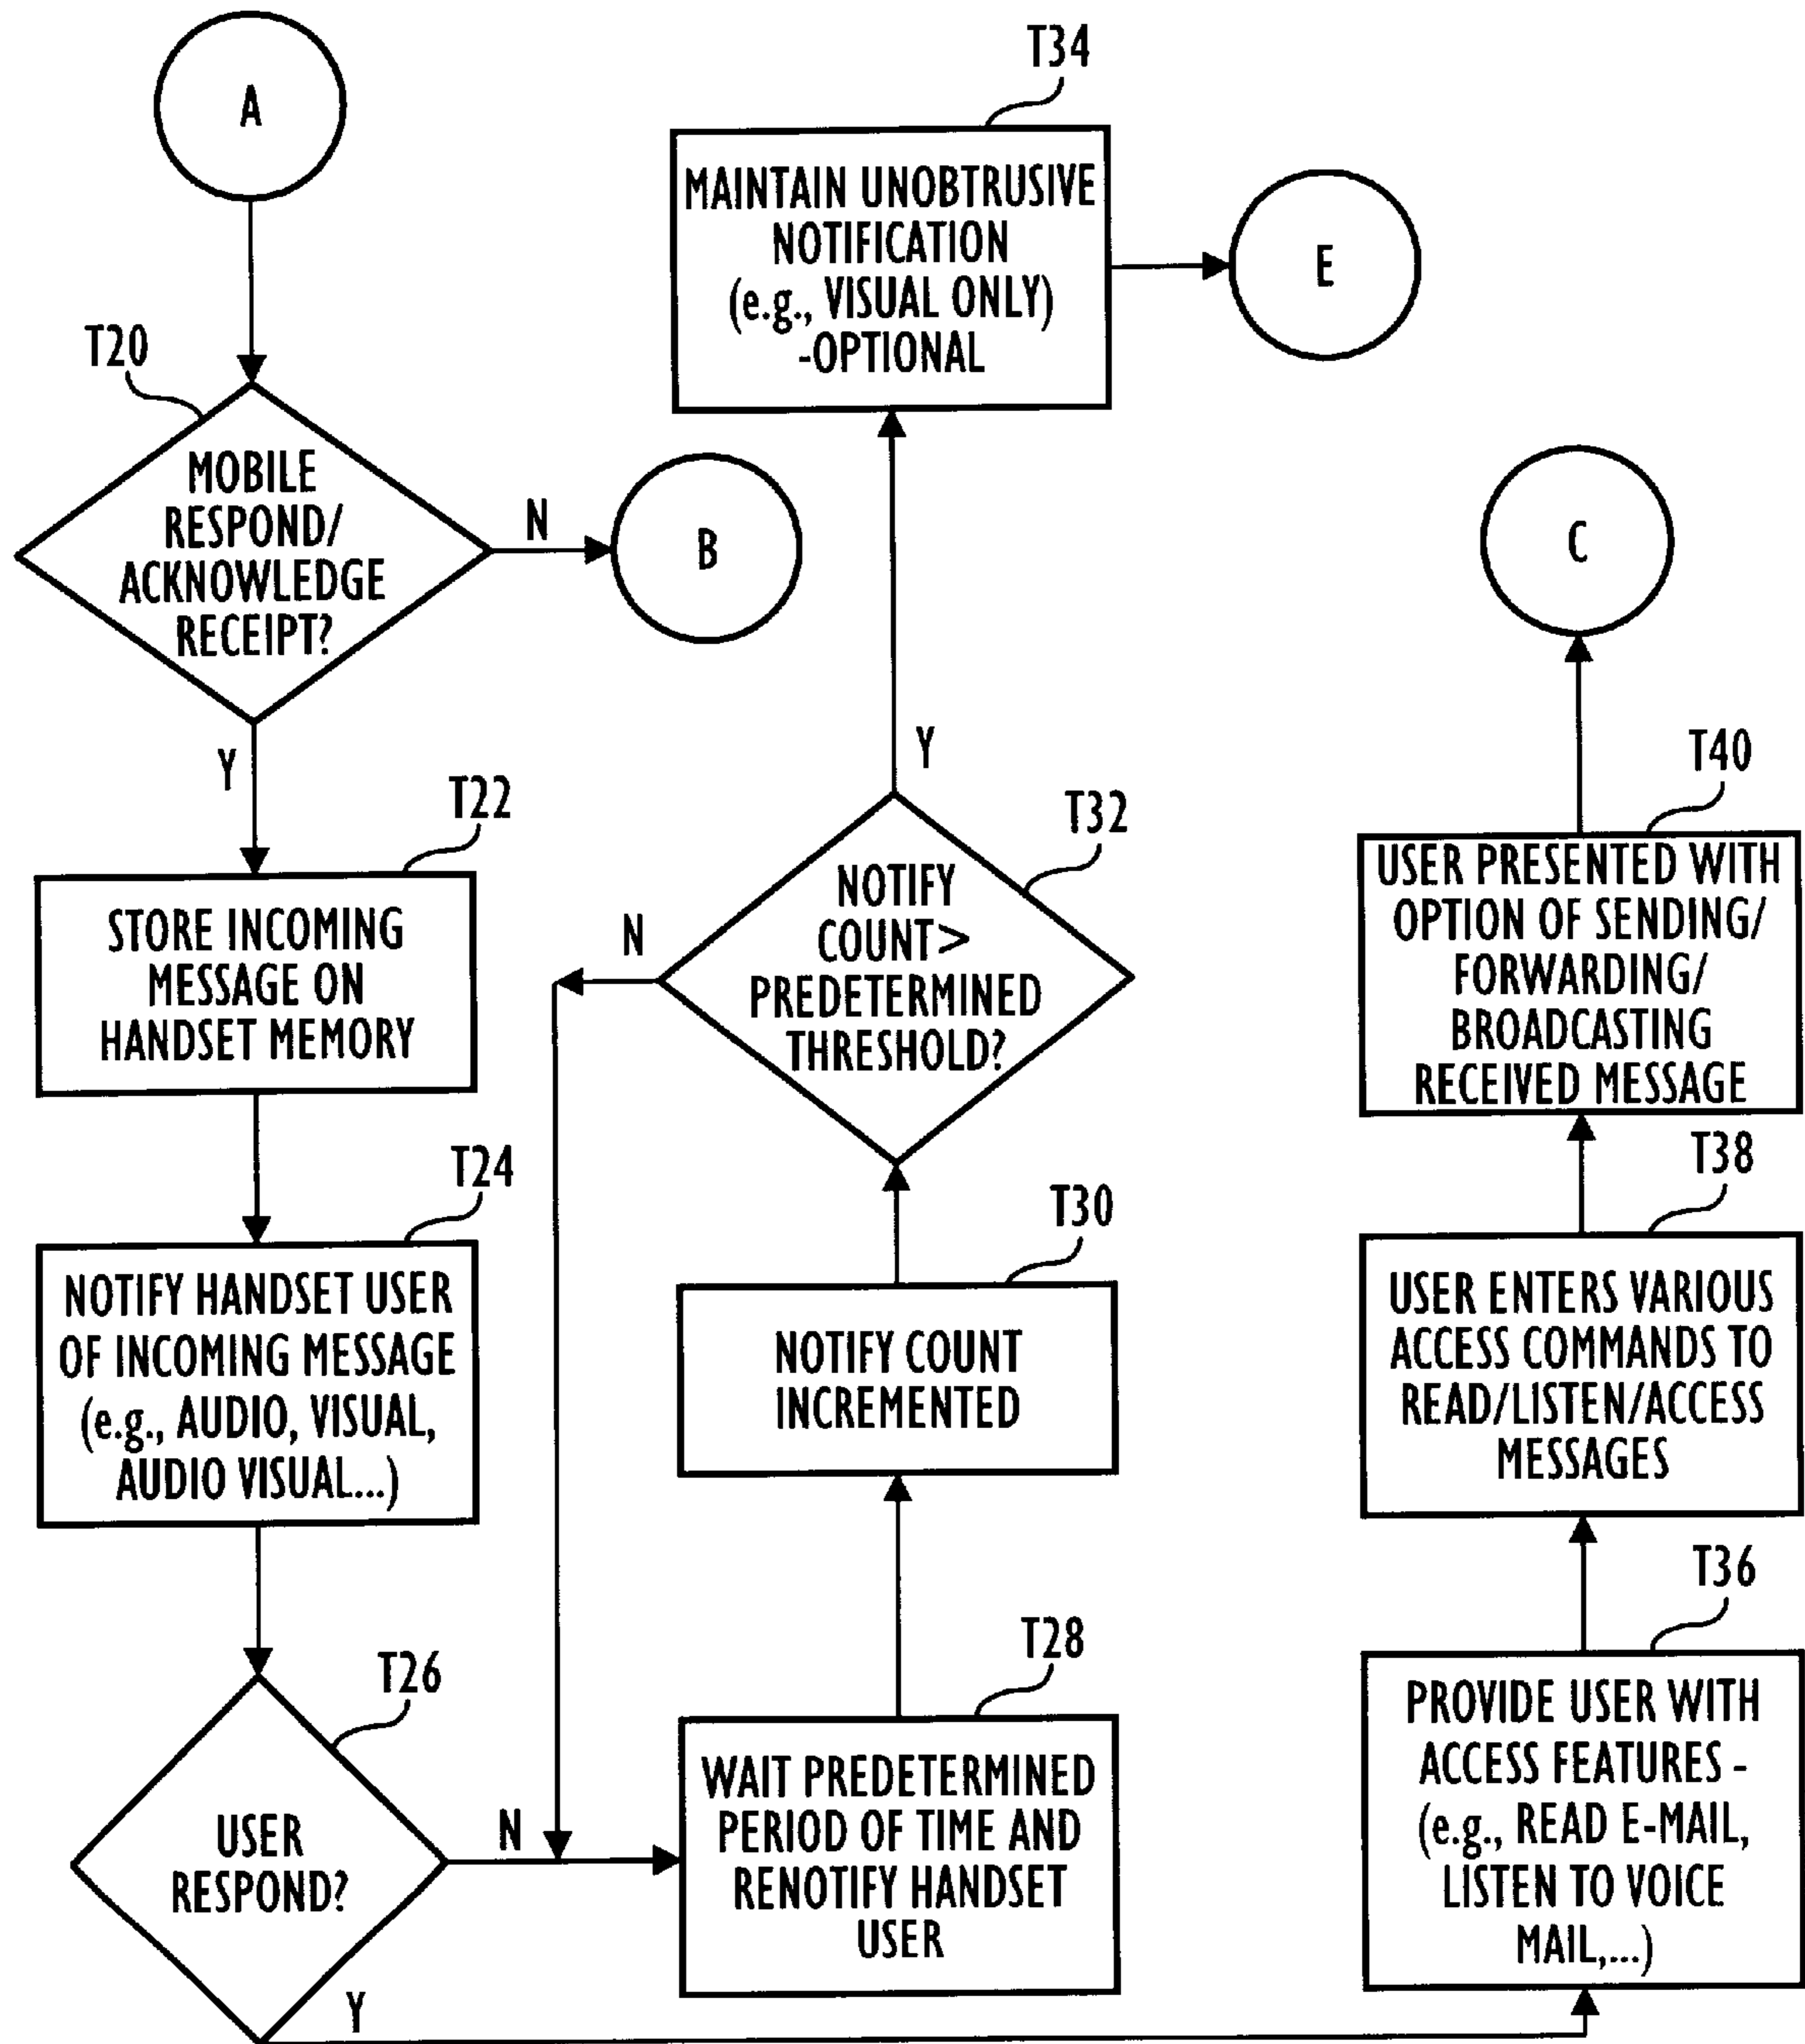 A
T20
MOBILE
RESPOND/
ACKNOWLEDGE
RECEIPT?
N
B
Y
T22
STORE INCOMING
MESSAGE ON
HANDSET MEMORY
T24
NOTIFY HANDSET USER
OF INCOMING MESSAGE
(e.g., AUDIO, VISUAL,
AUDIO VISUAL...)
T26
USER
RESPOND?
N
Y
T28
WAIT PREDETERMINED
PERIOD OF TIME AND
RENOTIFY HANDSET
USER
T30
NOTIFY COUNT
INCREMENTED
T32
NOTIFY
COUNT>
PREDETERMINED
THRESHOLD?
N
Y
T34
MAINTAIN UNOBTRUSIVE
NOTIFICATION
(e.g., VISUAL ONLY)
-OPTIONAL
E
T36
PROVIDE USER WITH
ACCESS FEATURES -
(e.g., READ E-MAIL,
LISTEN TO VOICE
MAIL,...)
T38
USER ENTERS VARIOUS
ACCESS COMMANDS TO
READ/LISTEN/ACCESS
MESSAGES
T40
USER PRESENTED WITH
OPTION OF SENDING/
FORWARDING/
BROADCASTING
RECEIVED MESSAGE
C